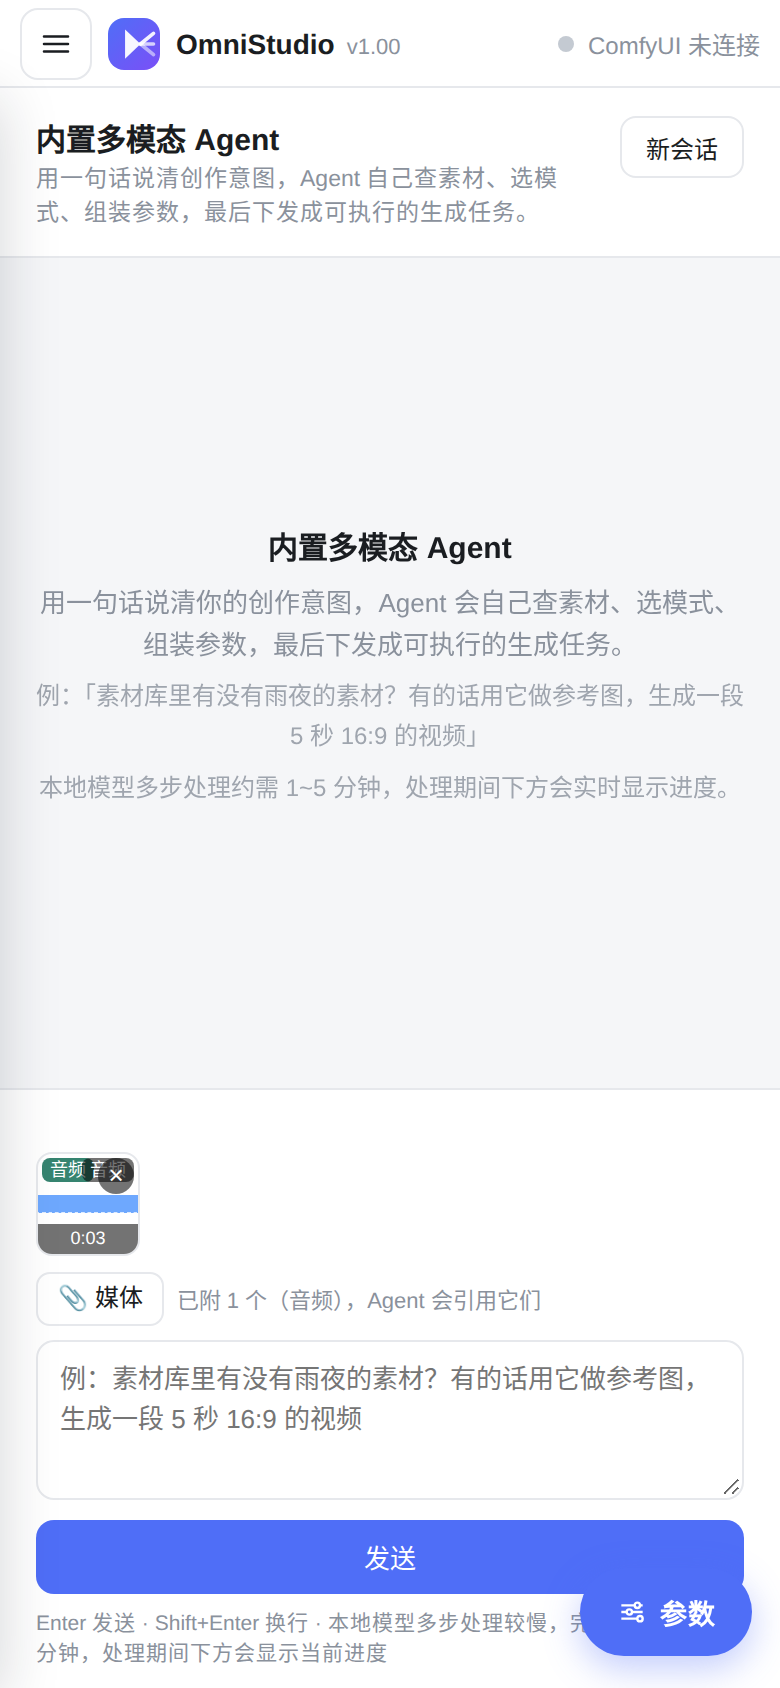 OmniStudio v1.00
ComfyUI 未连接
内置多模态 Agent
新会话
用一句话说清创作意图，Agent 自己查素材、选模
式、组装参数，最后下发成可执行的生成任务。
内置多模态 Agent
用一句话说清你的创作意图，Agent 会自己查素材、选模式、
组装参数，最后下发成可执行的生成任务。
例：「素材库里有没有雨夜的素材？有的话用它做参考图，生成一段
5 秒 16:9 的视频」
本地模型多步处理约需 1~5 分钟，处理期间下方会实时显示进度。
音频 音频
0:03
媒体
已附 1 个（音频），Agent 会引用它们
例：素材库里有没有雨夜的素材？有的话用它做参考图，
生成一段 5 秒 16:9 的视频
发送
参数
Enter 发送 · Shift+Enter 换行 · 本地模型多步处理较慢，
分钟，处理期间下方会显示当前进度